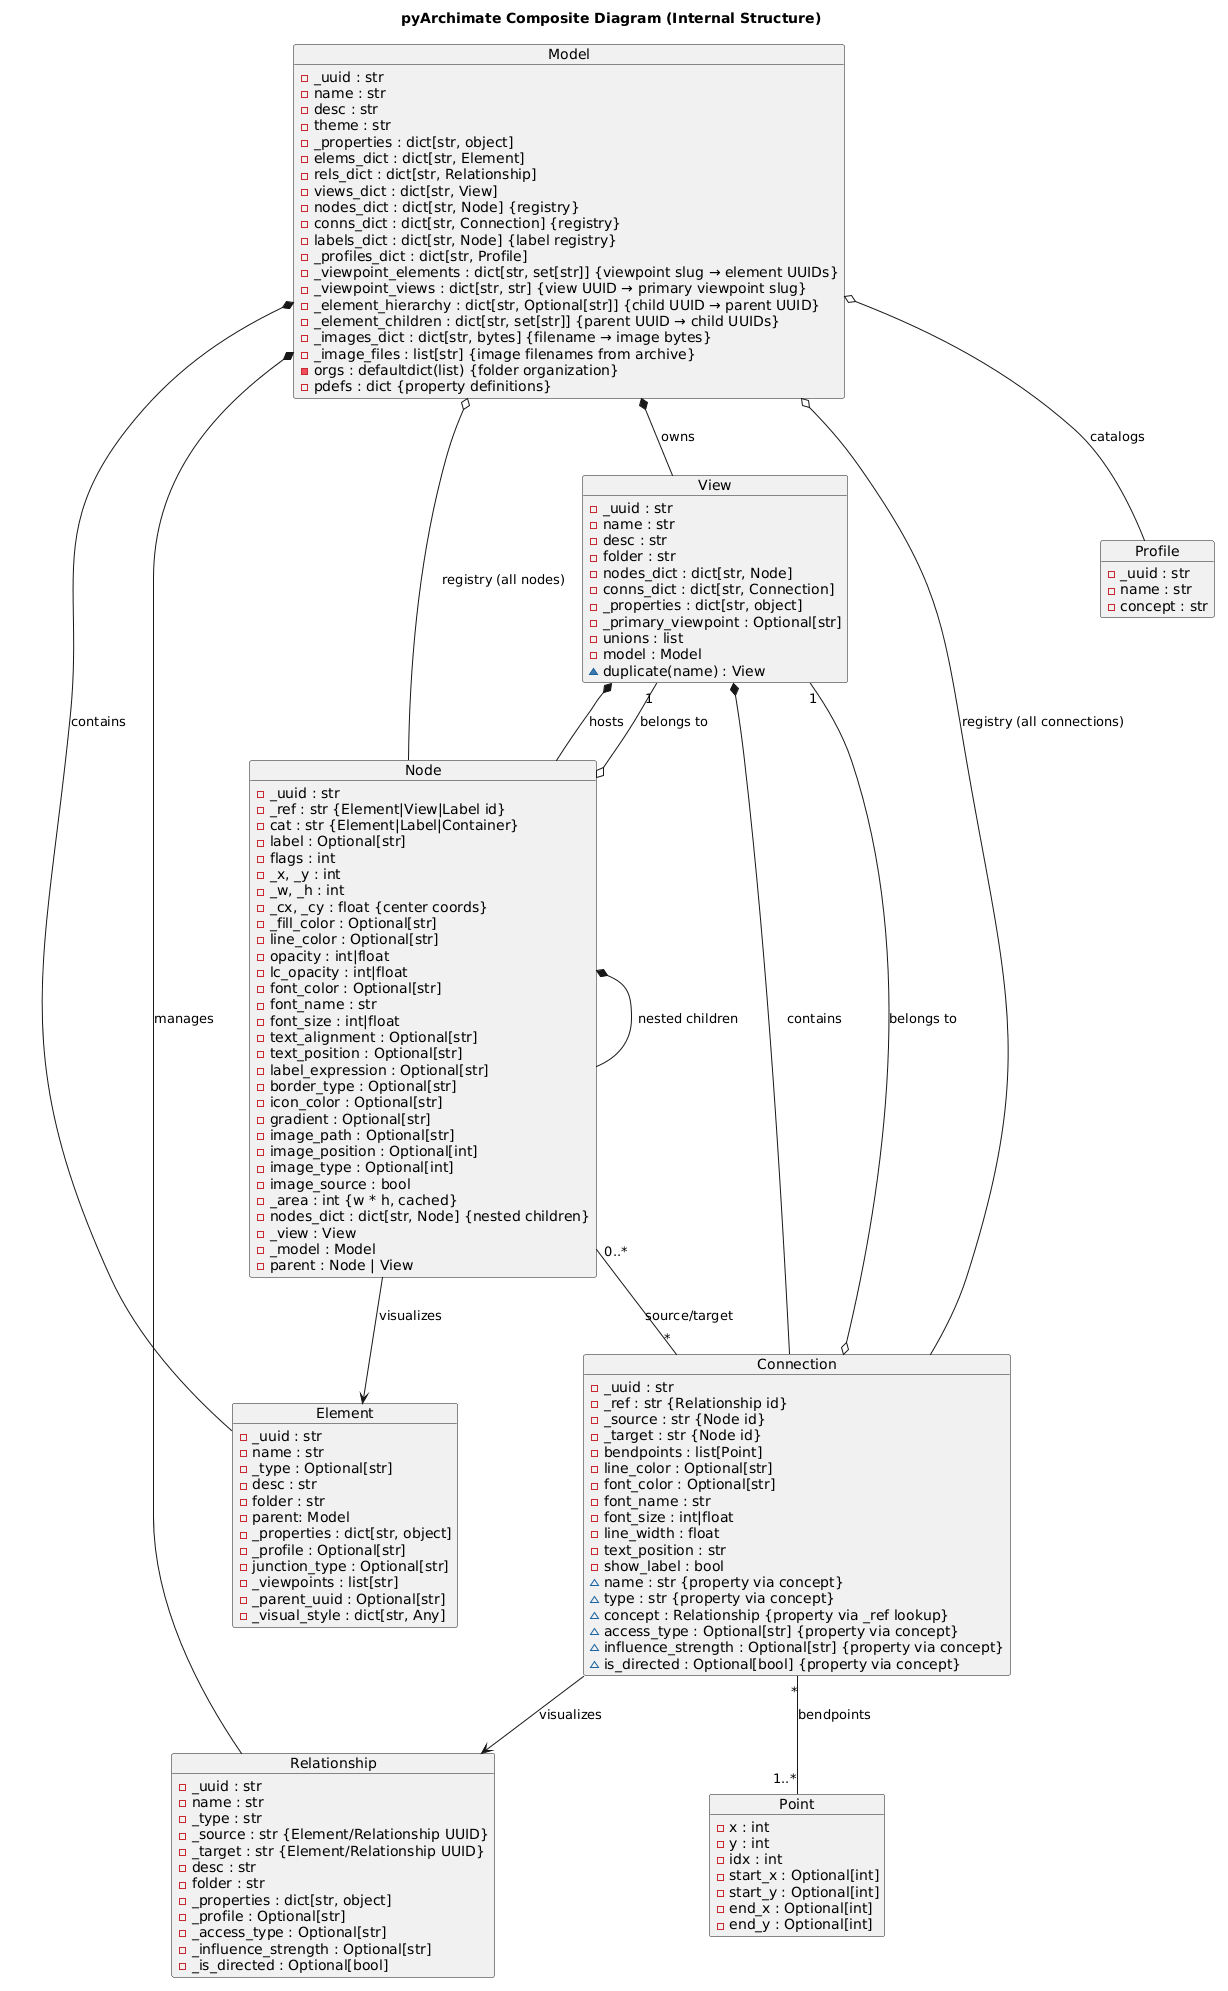 pyArchimate Composite Diagram (Internal Structure)
Model
_uuid : str
name : str
desc : str
theme : str
_properties : dict[str, object]
elems_dict : dict[str, Element]
rels_dict : dict[str, Relationship]
views_dict : dict[str, View]
nodes_dict : dict[str, Node] {registry}
conns_dict : dict[str, Connection] {registry}
labels_dict : dict[str, Node] {label registry}
_profiles_dict : dict[str, Profile]
_viewpoint_elements : dict[str, set[str]] {viewpoint slug → element UUIDs}
_viewpoint_views : dict[str, str] {view UUID → primary viewpoint slug}
_element_hierarchy : dict[str, Optional[str]] {child UUID → parent UUID}
_element_children : dict[str, set[str]] {parent UUID → child UUIDs}
_images_dict : dict[str, bytes] {filename → image bytes}
_image_files : list[str] {image filenames from archive}
orgs : defaultdict(list) {folder organization}
pdefs : dict {property definitions}
owns
catalogs
View
_uuid : str
name : str
desc : str
folder : str
nodes_dict : dict[str, Node]
conns_dict : dict[str, Connection]
_properties : dict[str, object]
_primary_viewpoint : Optional[str]
unions : list
model : Model
duplicate(name) : View
Profile
_uuid : str
name : str
concept : str
registry (all nodes)
1
1
contains
hosts
belongs to
registry (all connections)
Node
_uuid : str
_ref : str {Element|View|Label id}
cat : str {Element|Label|Container}
label : Optional[str]
flags : int
_x, _y : int
_w, _h : int
_cx, _cy : float {center coords}
_fill_color : Optional[str]
line_color : Optional[str]
opacity : int|float
lc_opacity : int|float
font_color : Optional[str]
font_name : str
font_size : int|float
text_alignment : Optional[str]
text_position : Optional[str]
label_expression : Optional[str]
border_type : Optional[str]
icon_color : Optional[str]
gradient : Optional[str]
image_path : Optional[str]
image_position : Optional[int]
image_type : Optional[int]
image_source : bool
_area : int {w * h, cached}
nodes_dict : dict[str, Node] {nested children}
_view : View
_model : Model
parent : Node | View
manages
nested children
contains
belongs to
0..*
visualizes
source/target
*
Element
_uuid : str
name : str
_type : Optional[str]
desc : str
folder : str
parent: Model
_properties : dict[str, object]
_profile : Optional[str]
junction_type : Optional[str]
_viewpoints : list[str]
_parent_uuid : Optional[str]
_visual_style : dict[str, Any]
Connection
_uuid : str
_ref : str {Relationship id}
_source : str {Node id}
_target : str {Node id}
bendpoints : list[Point]
line_color : Optional[str]
font_color : Optional[str]
font_name : str
font_size : int|float
line_width : float
text_position : str
show_label : bool
name : str {property via concept}
type : str {property via concept}
concept : Relationship {property via _ref lookup}
access_type : Optional[str] {property via concept}
influence_strength : Optional[str] {property via concept}
is_directed : Optional[bool] {property via concept}
*
visualizes
bendpoints
1..*
Relationship
_uuid : str
name : str
_type : str
_source : str {Element/Relationship UUID}
_target : str {Element/Relationship UUID}
desc : str
folder : str
_properties : dict[str, object]
_profile : Optional[str]
_access_type : Optional[str]
_influence_strength : Optional[str]
_is_directed : Optional[bool]
Point
x : int
y : int
idx : int
start_x : Optional[int]
start_y : Optional[int]
end_x : Optional[int]
end_y : Optional[int]